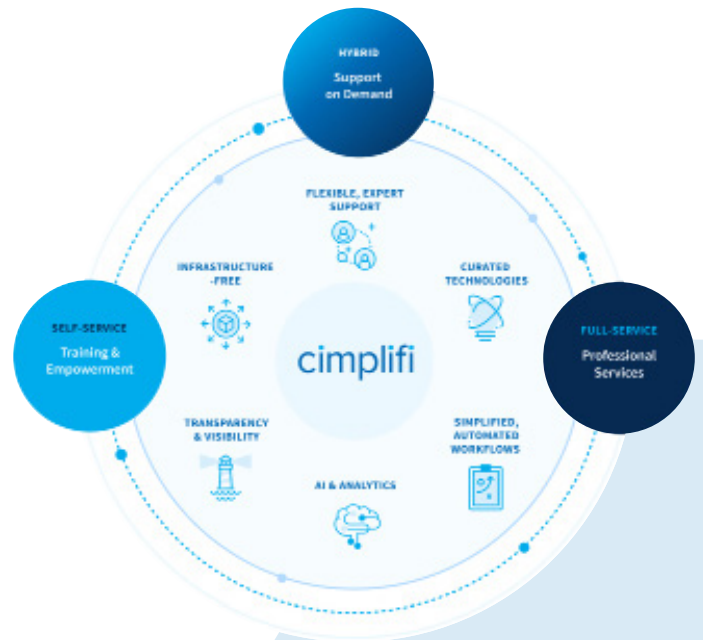 HYBRID
Support
on Demand
FLEXIBLE, EXPERT
SUPPORT
INFRASTRUCTURE
-FREE
CURATED
TECHNOLOGIES
SELF-SERVICE
Training &
Empowerment
cimplifi
FULL-SERVICE
Professional
Services
TRANSPARENCY
& VISIBILITY
SIMPLIFIED,
AUTOMATED
WORKFLOWS
AI & ANALYTICS